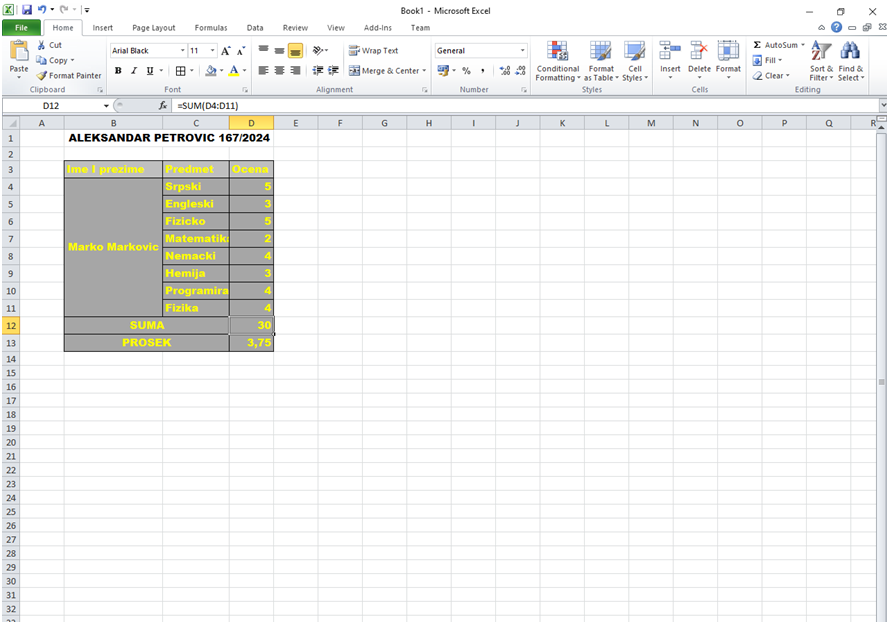 Book1 - Microsoft Excel
File Home Insert Page Layout Formulas Data Review View Add-Ins Team
Cut Arial Black 11 A A Wrap Text General AutoSum
Paste Copy Conditional Format Cell Insert Delete Format Fill Sort & Find &
Format Painter B I U A Merge & Center % , Formatting as Table Styles Clear Filter Select
Clipboard Font Alignment Number Styles Cells Editing
D12 fx =SUM(D4:D11)
A B C D E F G H I J K L M N O P Q R
1 ALEKSANDAR PETROVIC 167/2024
2
3 Ime I prezime Predmet Ocena
4 Srpski 5
5 Engleski 3
6 Fizicko 5
7 Matematika 2
Marko Markovic
8 Nemacki 4
9 Hemija 3
10 Programira 4
11 Fizika 4
12 SUMA 30
13 PROSEK 3,75
14
15
16
17
18
19
20
21
22
23
24
25
26
27
28
29
30
31
32